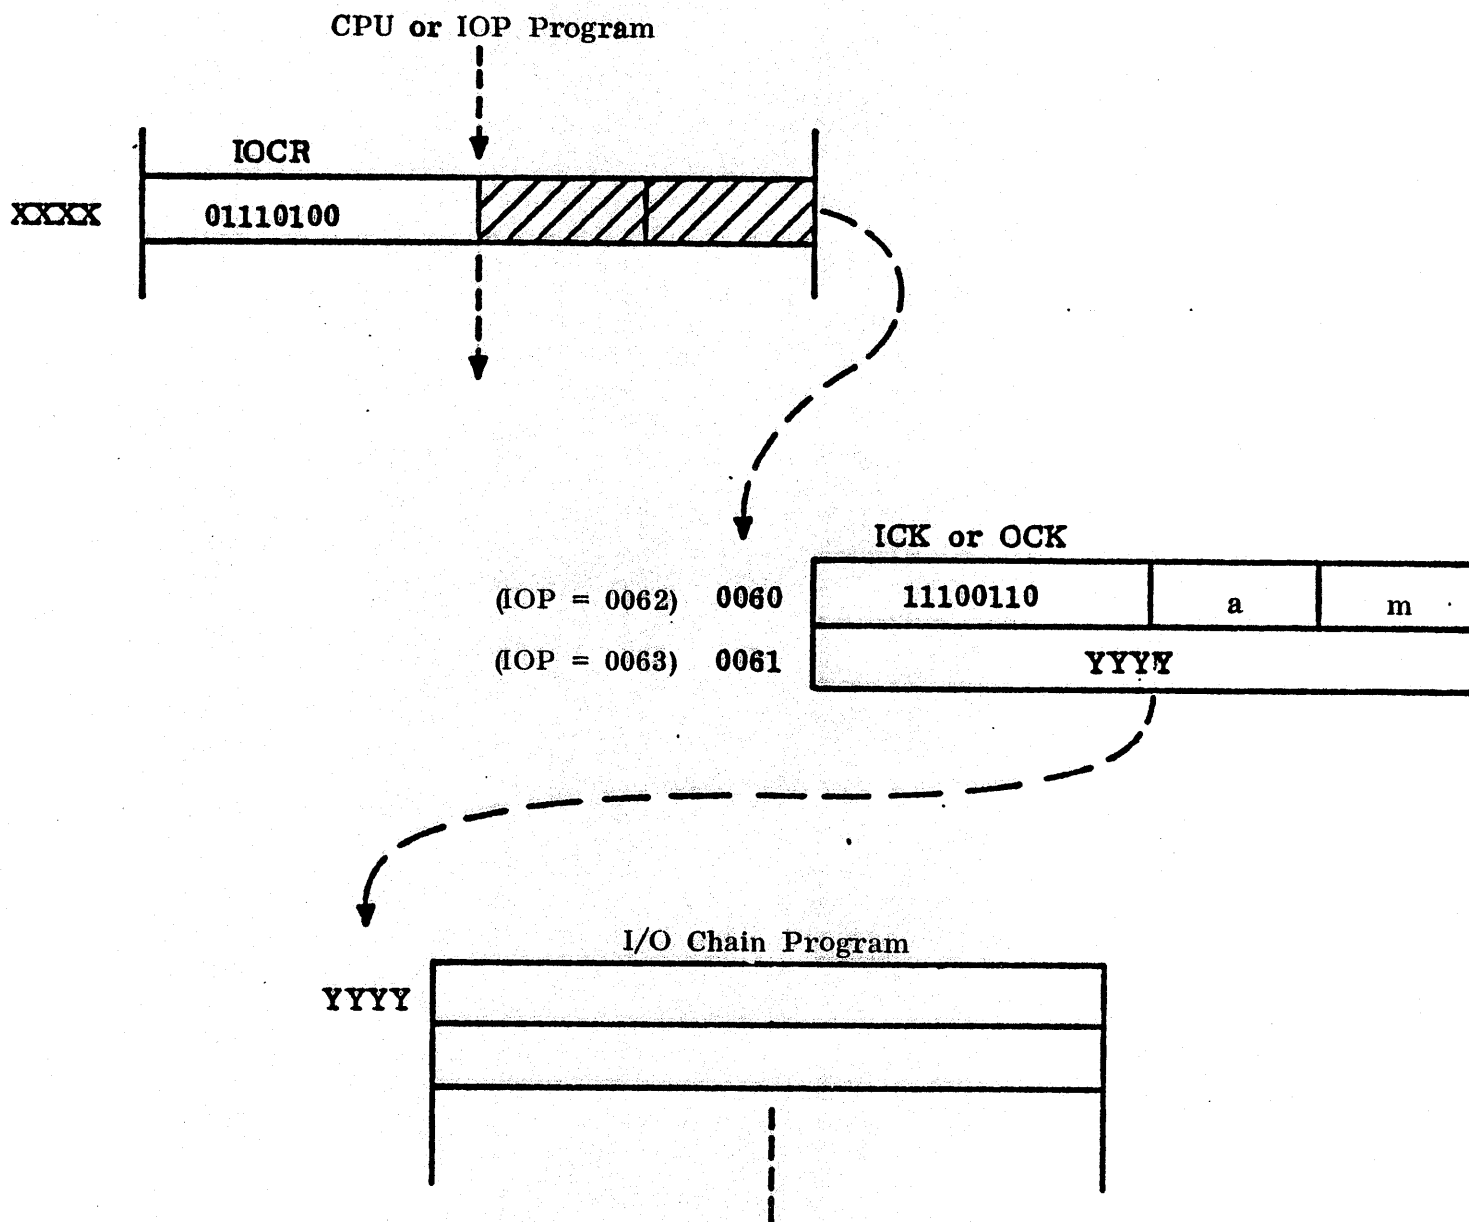 CPU or IOP Program
IOCR
XXXX 01110100
ICK or OCK
(IOP = 0062) 0060 11100110 a m
(IOP = 0063) 0061 YYYY
I/O Chain Program
YYYY